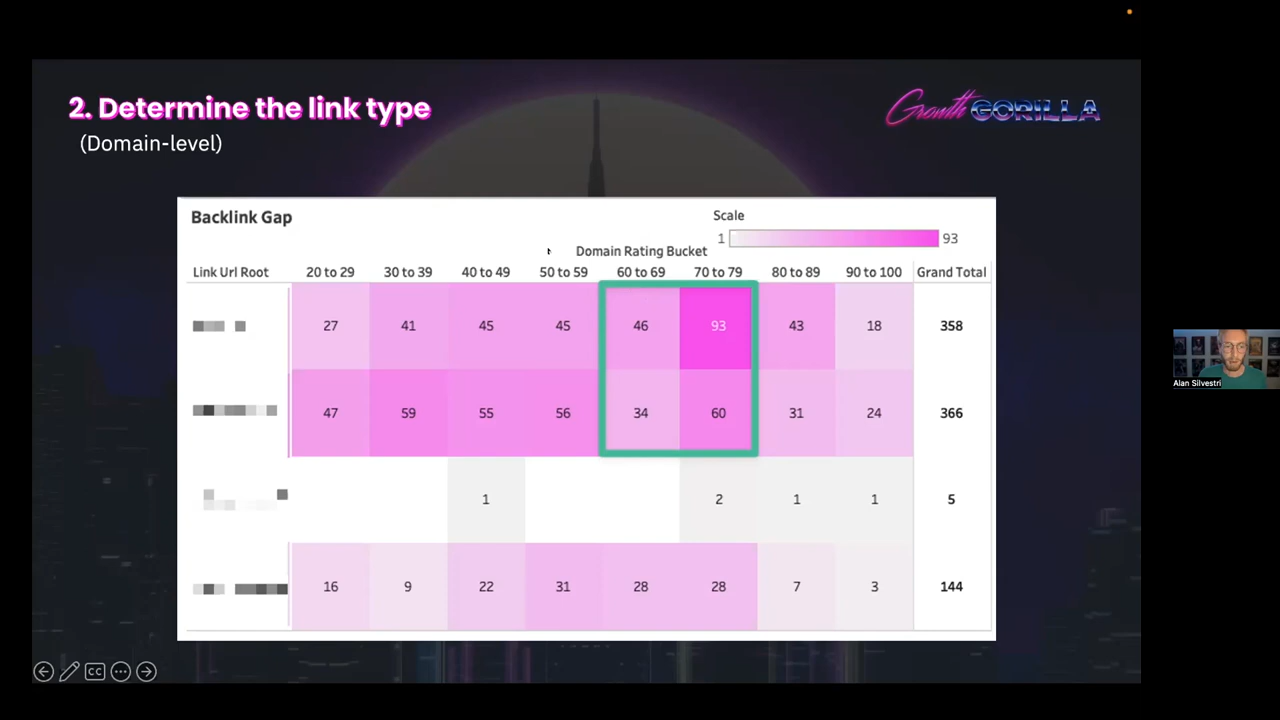 2. Determine the link type
(Domain-level)
Growth GORILLA
Backlink Gap
Scale
1 93
Domain Rating Bucket
Link Url Root 20 to 29 30 to 39 40 to 49 50 to 59 60 to 69 70 to 79 80 to 89 90 to 100 Grand Total
27 41 45 45 46 93 43 18 358
47 59 55 56 34 60 31 24 366
1 2 1 1 5
16 9 22 31 28 28 7 3 144
CC
Alan Silvestri